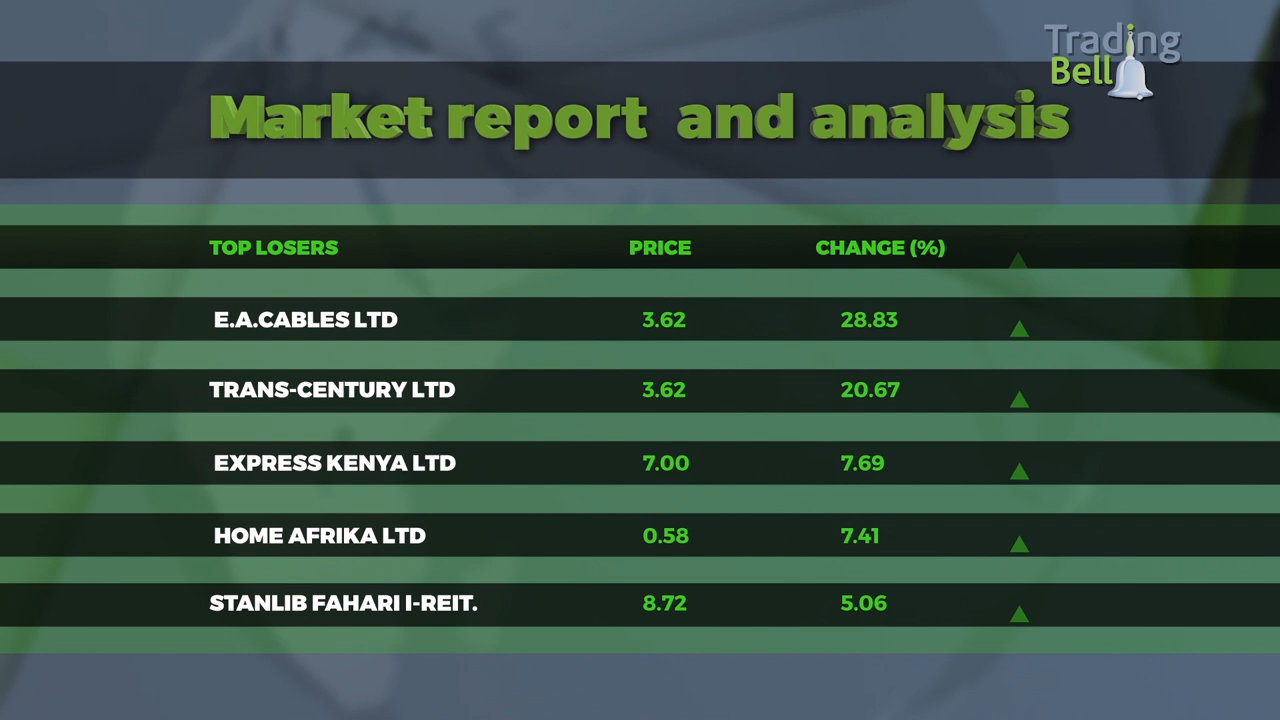 Trading
Bell
Market report and analysis
TOP LOSERS PRICE CHANGE (%)
E.A.CABLES LTD 3.62 28.83
TRANS-CENTURY LTD 3.62 20.67
EXPRESS KENYA LTD 7.00 7.69
HOME AFRIKA LTD 0.58 7.41
STANLIB FAHARI I-REIT. 8.72 5.06